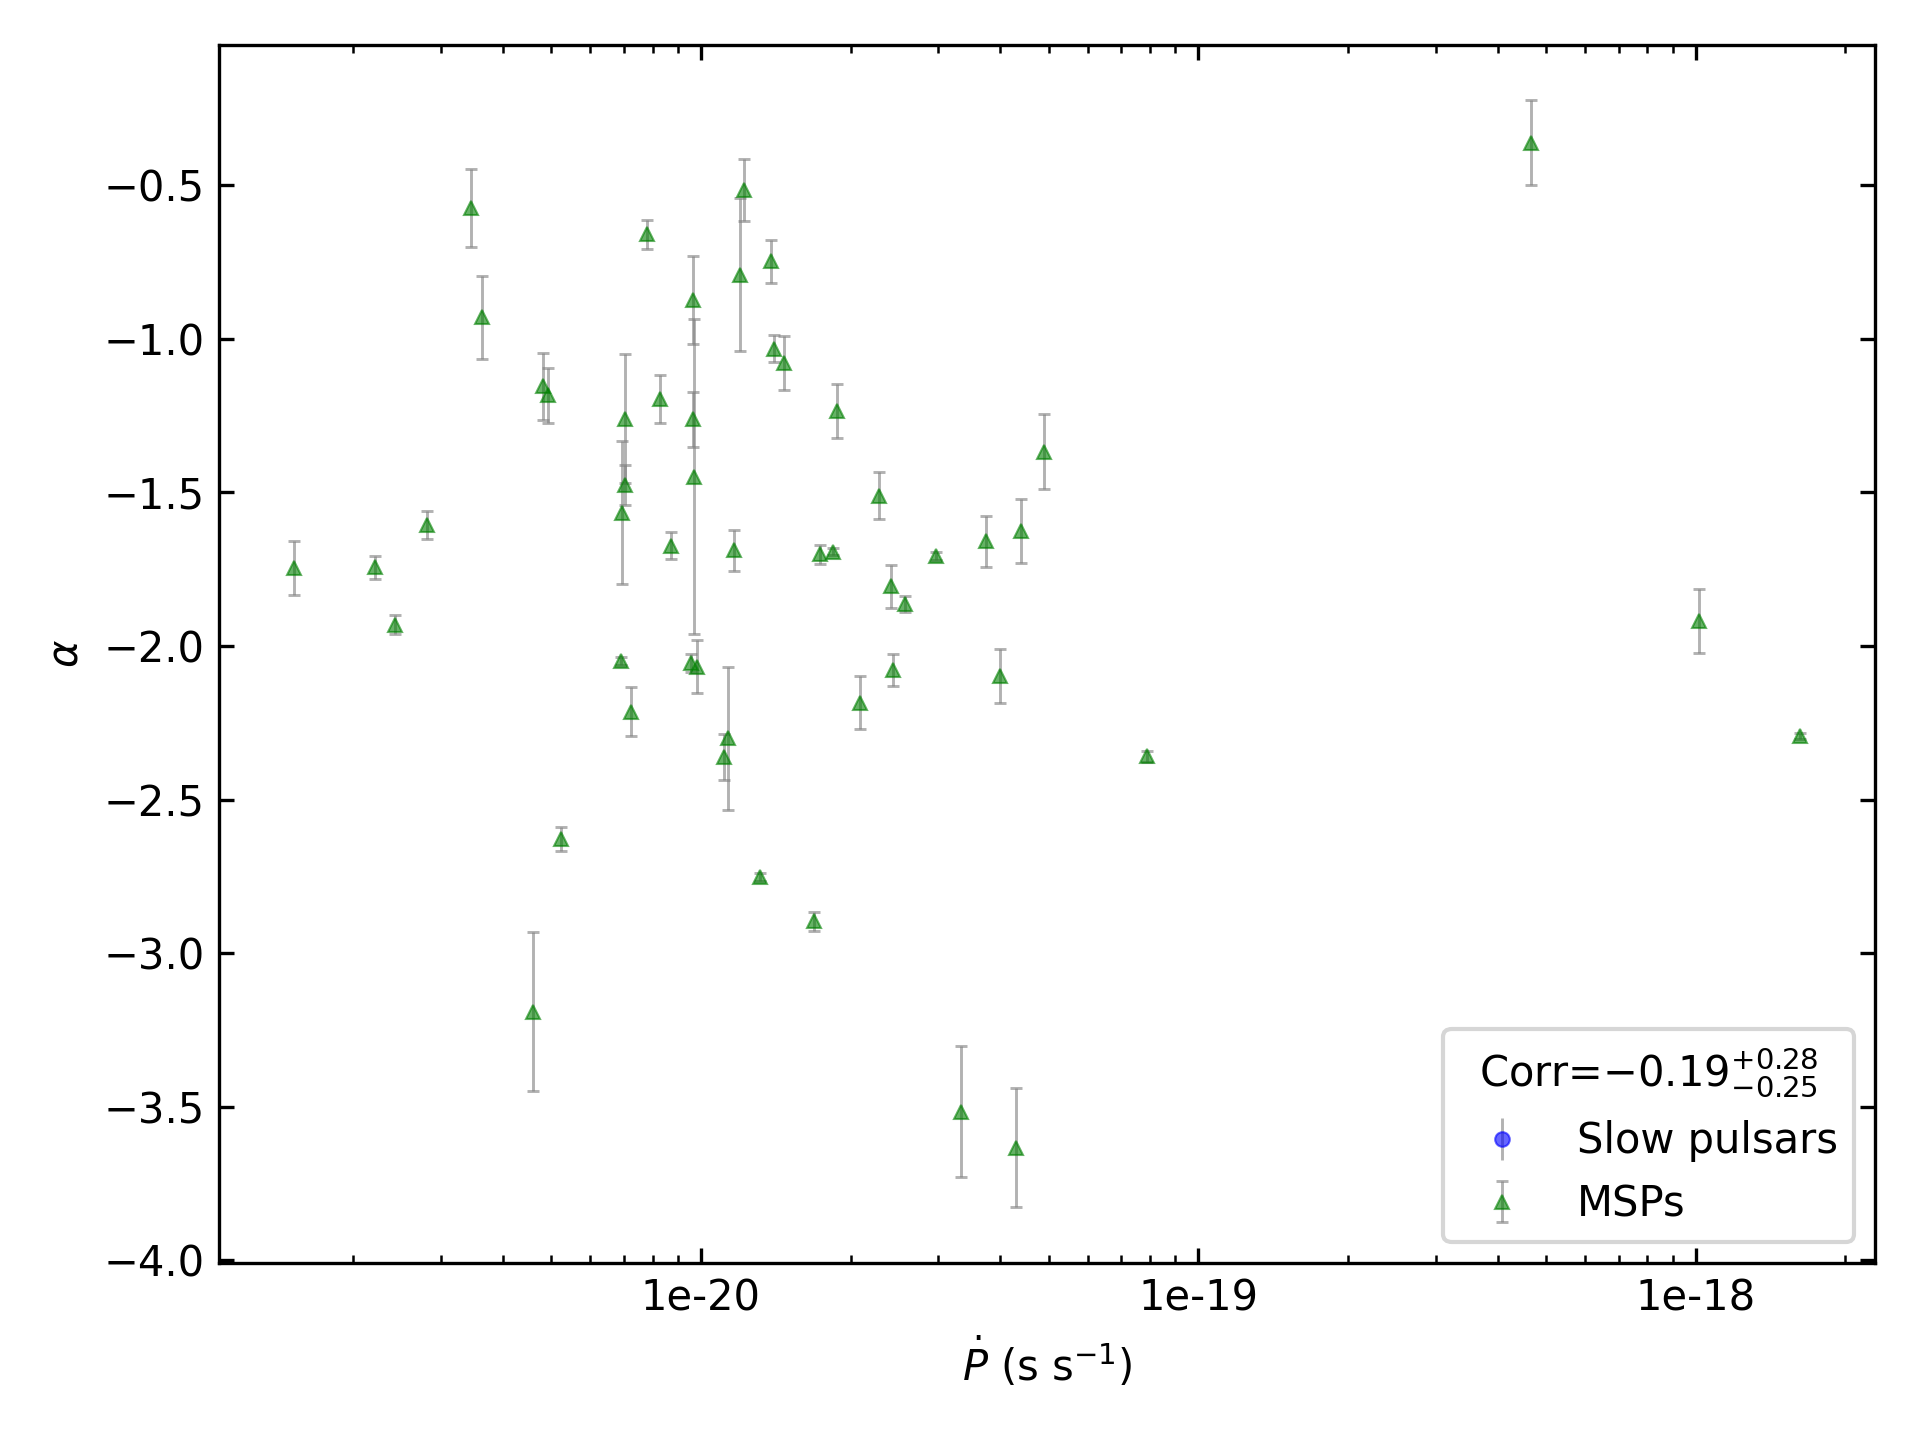 −0.5
−1.0
−1.5
−2.0
−2.5
−3.0
−3.5
−4.0
α
1e-20 1e-19 1e-18
Ṗ (s s⁻¹)
Corr=−0.19 +0.28 −0.25
Slow pulsars
MSPs